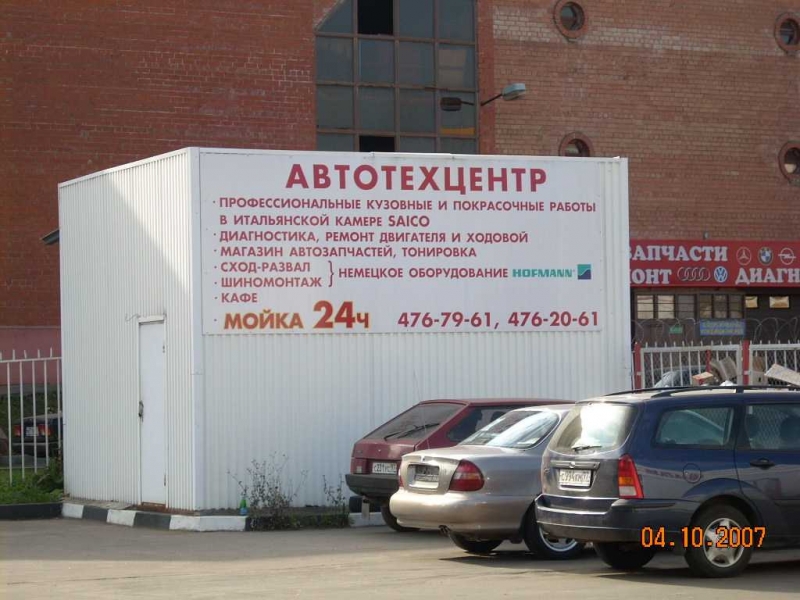 АВТОТЕХЦЕНТР
· ПРОФЕССИОНАЛЬНЫЕ КУЗОВНЫЕ И ПОКРАСОЧНЫЕ РАБОТЫ
В ИТАЛЬЯНСКОЙ КАМЕРЕ SAICO
· ДИАГНОСТИКА, РЕМОНТ ДВИГАТЕЛЯ И ХОДОВОЙ
· МАГАЗИН АВТОЗАПЧАСТЕЙ, ТОНИРОВКА
· СХОД-РАЗВАЛ
· ШИНОМОНТАЖ } НЕМЕЦКОЕ ОБОРУДОВАНИЕ HOFMANN
· КАФЕ
· МОЙКА 24Ч 476-79-61, 476-20-61
ЗАПЧАСТИ
ОНТ ДИАГН
04.10.2007